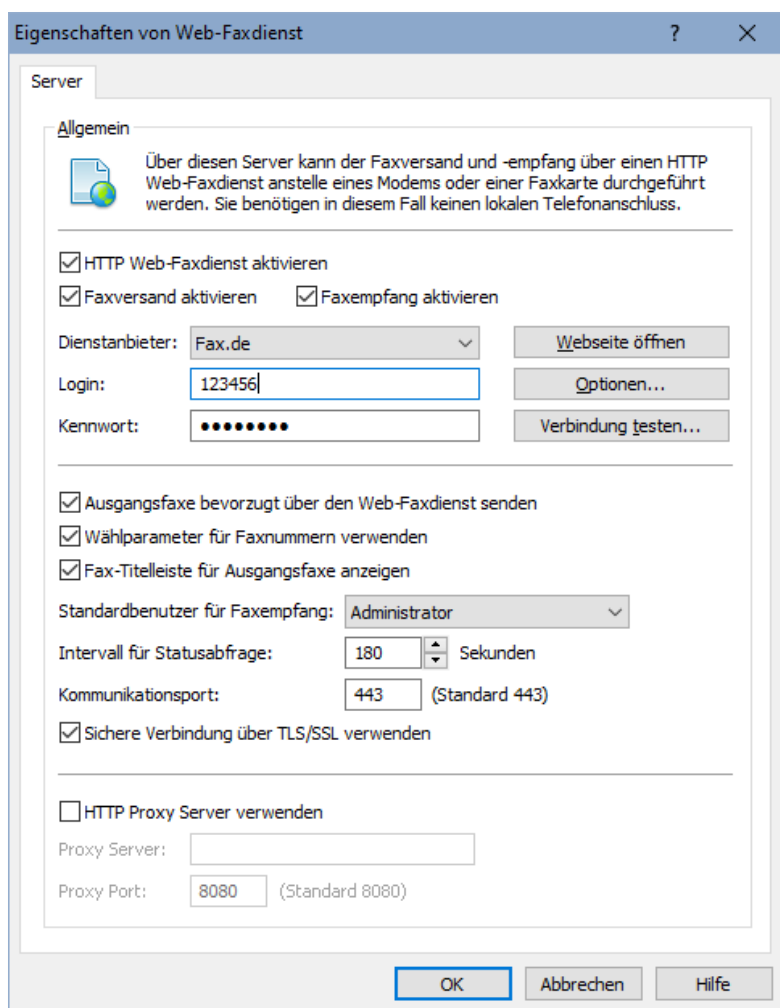 Eigenschaften von Web-Faxdienst
Server
Allgemein
Über diesen Server kann der Faxversand und -empfang über einen HTTP
Web-Faxdienst anstelle eines Modems oder einer Faxkarte durchgeführt
werden. Sie benötigen in diesem Fall keinen lokalen Telefonanschluss.
HTTP Web-Faxdienst aktivieren
Faxversand aktivieren Faxempfang aktivieren
Dienstanbieter: Fax.de Webseite öffnen
Login: 123456 Optionen...
Kennwort: ●●●●●●●● Verbindung testen...
Ausgangsfaxe bevorzugt über den Web-Faxdienst senden
Wählparameter für Faxnummern verwenden
Fax-Titelleiste für Ausgangsfaxe anzeigen
Standardbenutzer für Faxempfang: Administrator
Intervall für Statusabfrage: 180 Sekunden
Kommunikationsport: 443 (Standard 443)
Sichere Verbindung über TLS/SSL verwenden
HTTP Proxy Server verwenden
Proxy Server:
Proxy Port: 8080 (Standard 8080)
OK Abbrechen Hilfe